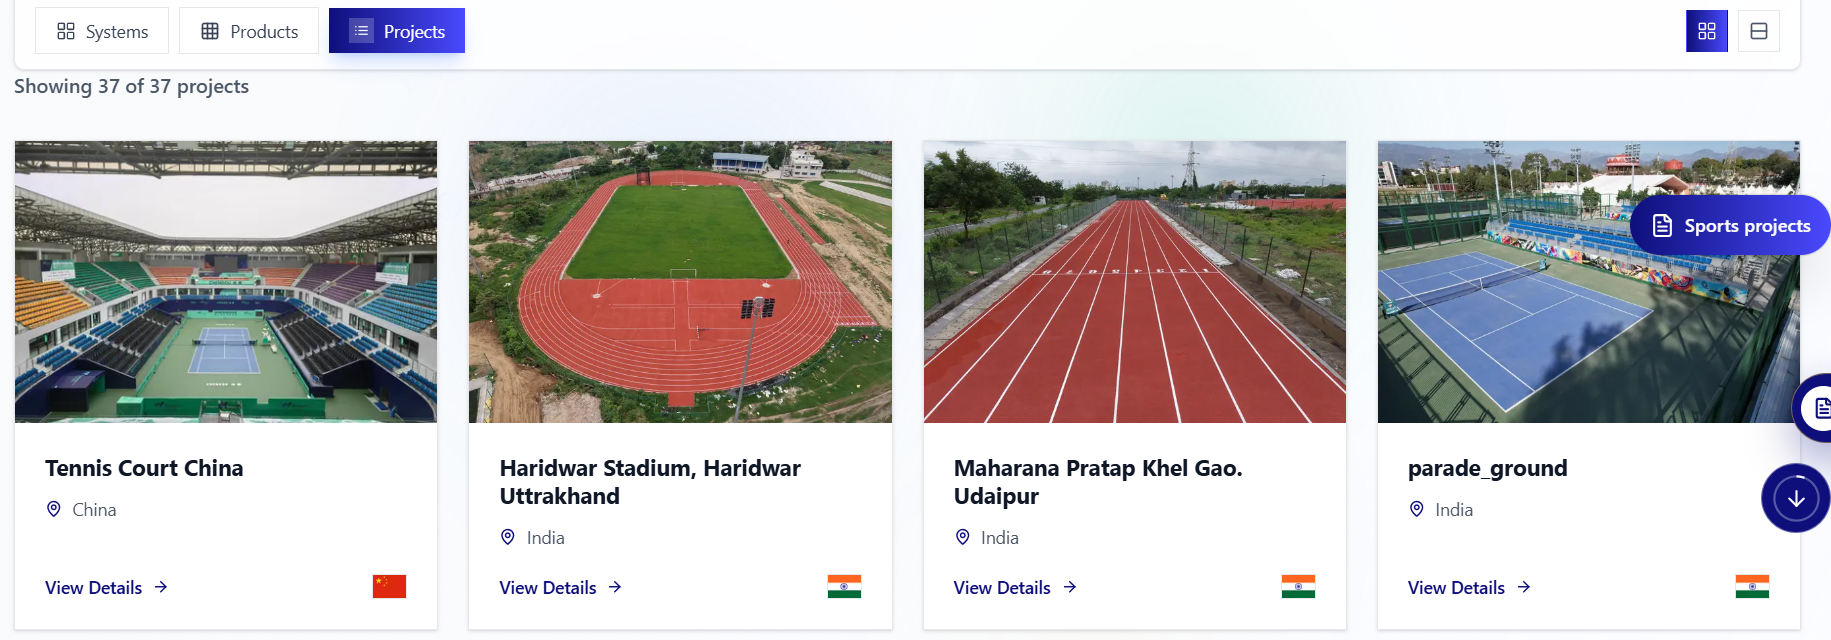 Systems
Products
Projects
Showing 37 of 37 projects
Sports projects
Tennis Court China
China
View Details
Haridwar Stadium, Haridwar
Uttrakhand
India
View Details
Maharana Pratap Khel Gao.
Udaipur
India
View Details
parade_ground
India
View Details